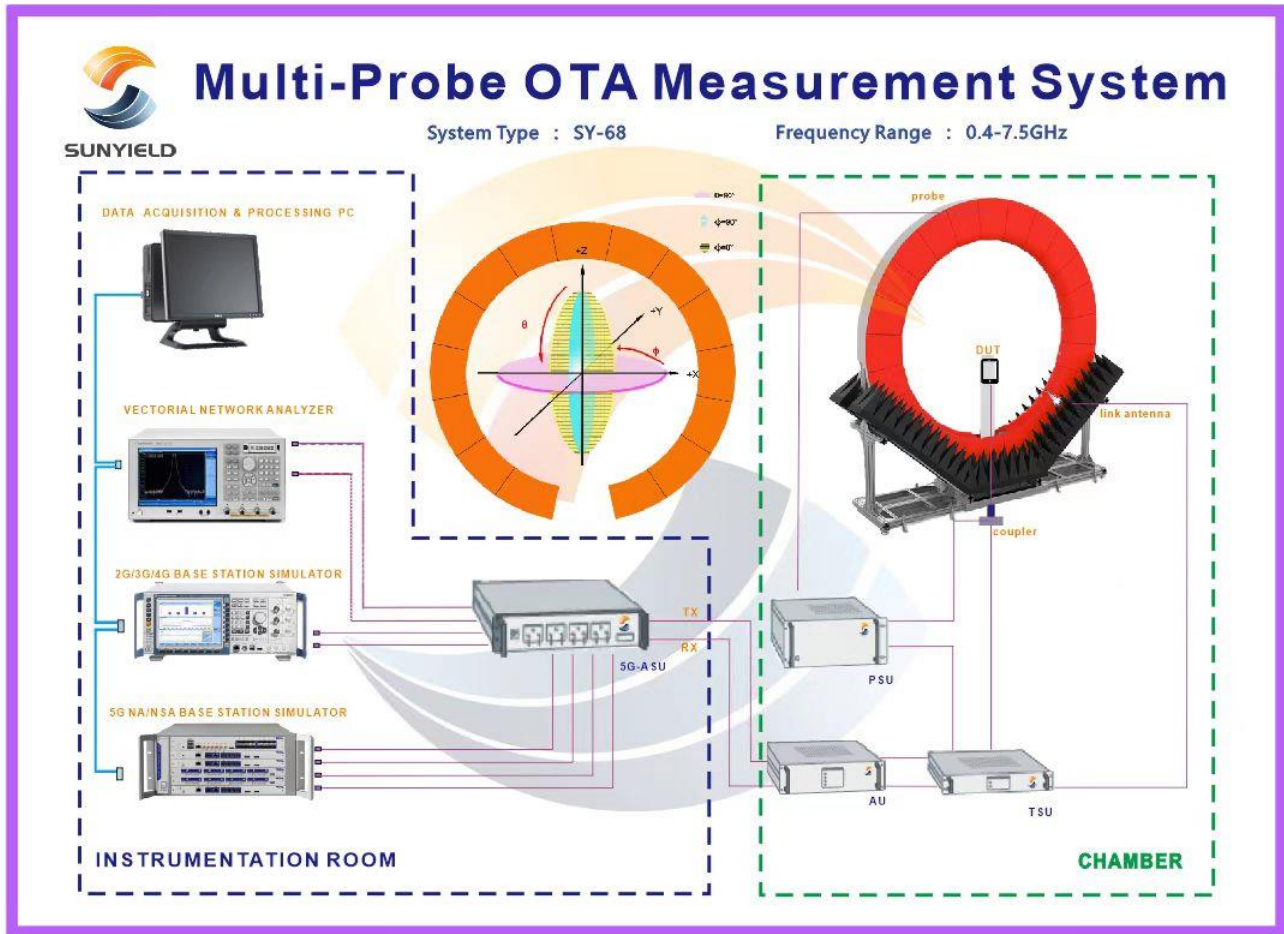 Multi-Probe OTA Measurement System
SUNYIELD
System Type : SY-68
Frequency Range : 0.4-7.5GHz
DATA ACQUISITION & PROCESSING PC
VECTORIAL NETWORK ANALYZER
2G/3G/4G BASE STATION SIMULATOR
5G NA/NSA BASE STATION SIMULATOR
INSTRUMENTATION ROOM
+Z
+Y
+X
θ
ϕ
ϕ=90°
ϕ=0°
TX
RX
5G-ASU
probe
DUT
link antenna
coupler
PSU
AU
TSU
CHAMBER